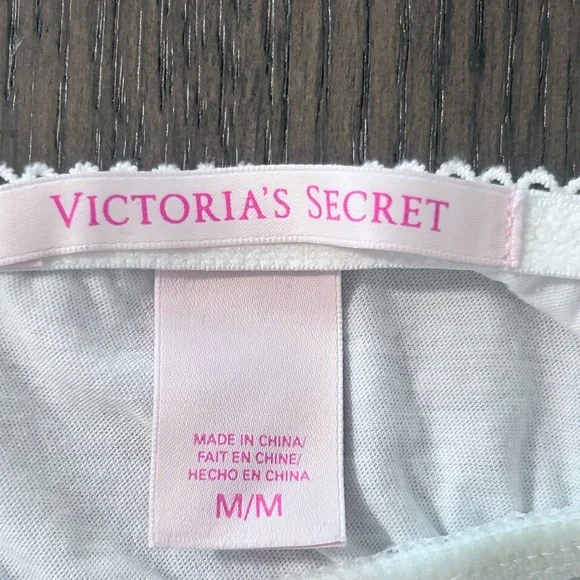 VICTORIA'S SECRET
MADE IN CHINA/
FAIT EN CHINE/
HECHO EN CHINA
M/M